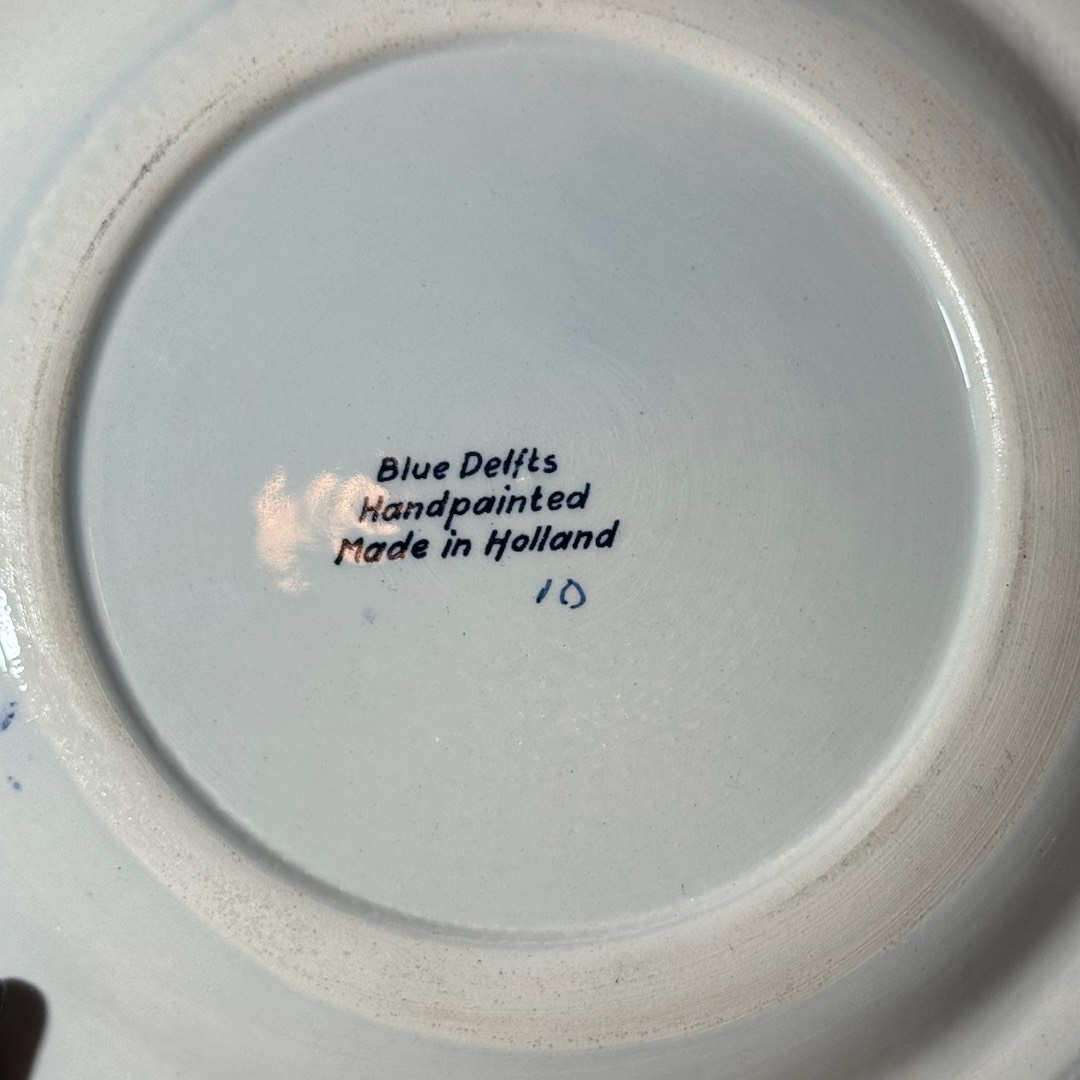 Blue Delfts
Handpainted
Made in Holland
10